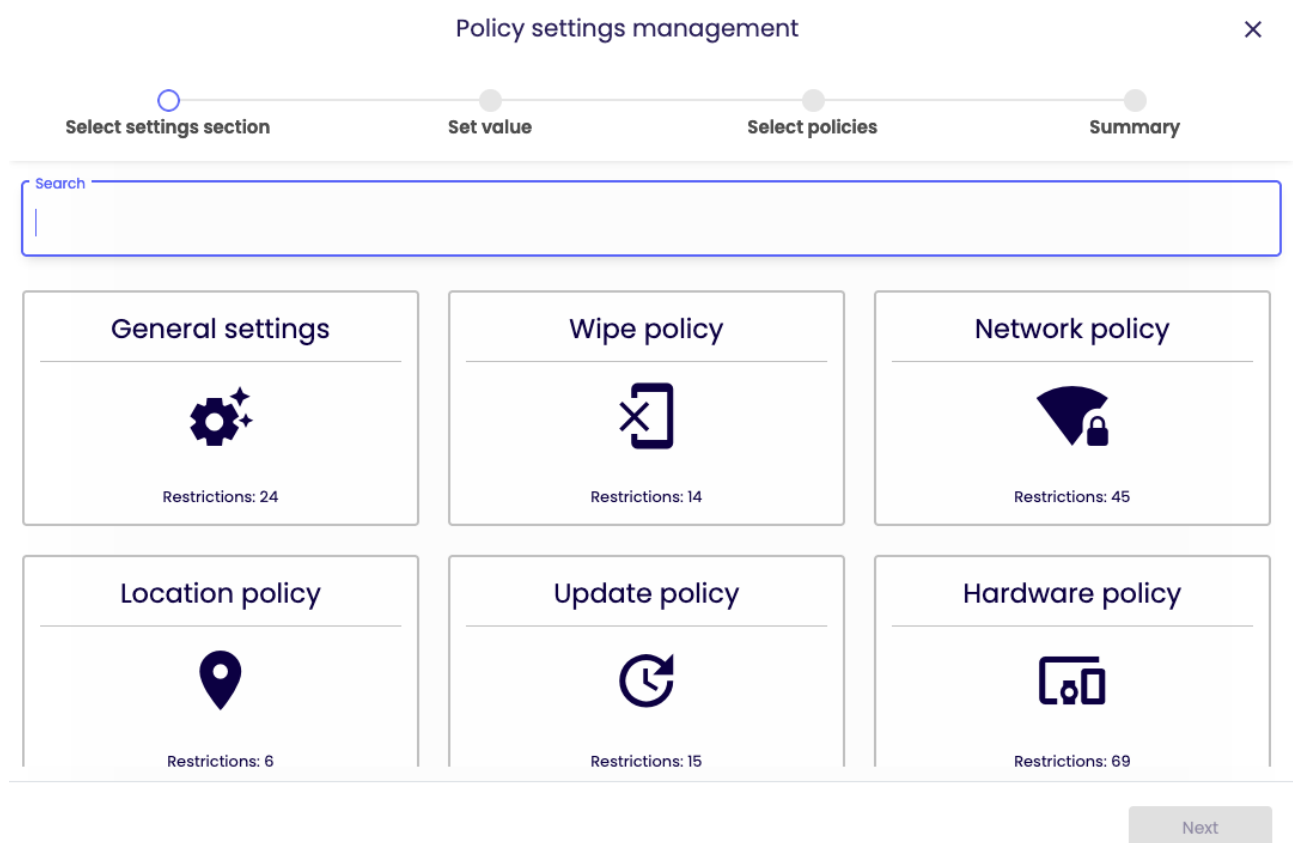 Policy settings management
Select settings section
Set value
Select policies
Summary
Search
General settings
Restrictions: 24
Wipe policy
Restrictions: 14
Network policy
Restrictions: 45
Location policy
Restrictions: 6
Update policy
Restrictions: 15
Hardware policy
Restrictions: 69
Next